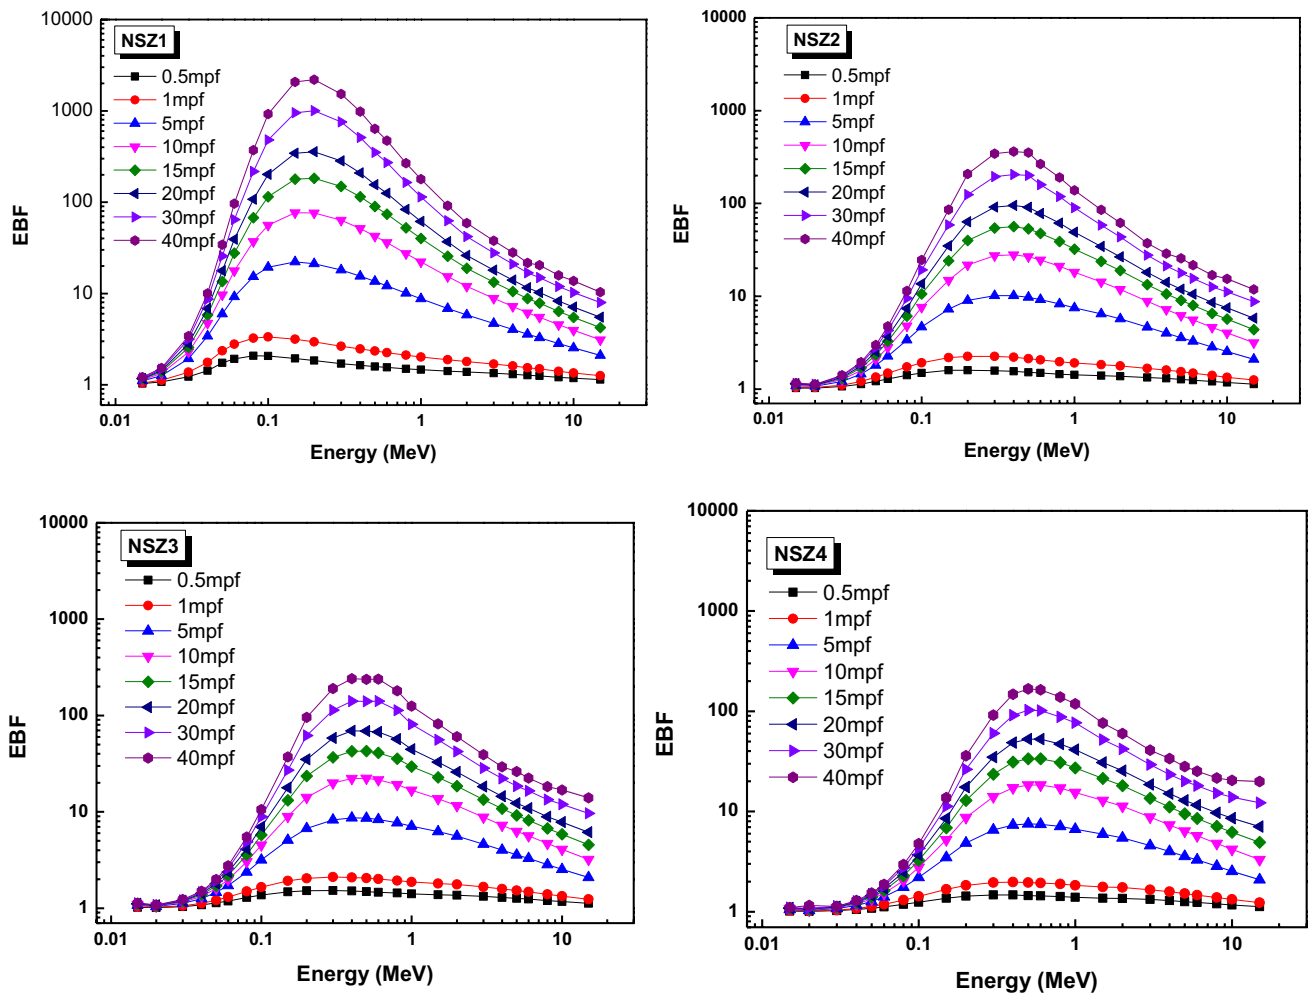 NSZ1
0.5mpf
1mpf
5mpf
10mpf
15mpf
20mpf
30mpf
40mpf
10000
1000
100
10
1
EBF
0.01
0.1
1
10
Energy (MeV)
NSZ2
0.5mpf
1mpf
5mpf
10mpf
15mpf
20mpf
30mpf
40mpf
10000
1000
100
10
1
EBF
0.01
0.1
1
10
Energy (MeV)
NSZ3
0.5mpf
1mpf
5mpf
10mpf
15mpf
20mpf
30mpf
40mpf
10000
1000
100
10
1
EBF
0.01
0.1
1
10
Energy (MeV)
NSZ4
0.5mpf
1mpf
5mpf
10mpf
15mpf
20mpf
30mpf
40mpf
10000
1000
100
10
1
EBF
0.01
0.1
1
10
Energy (MeV)